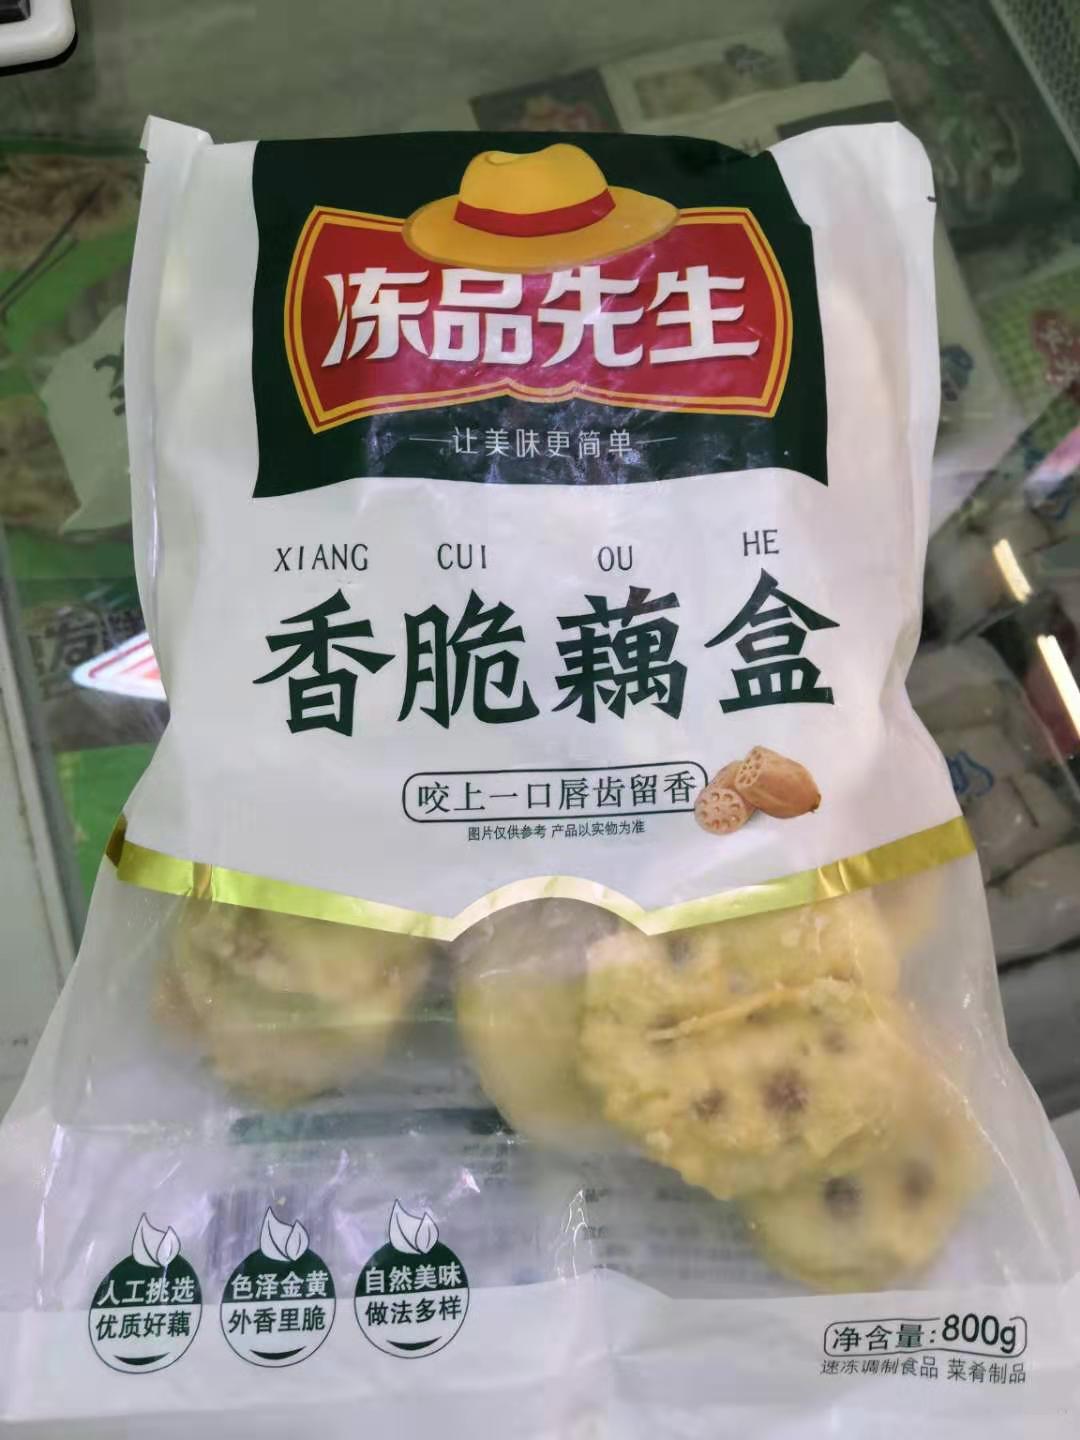 冻品先生
让美味更简单
XIANG CUI OU HE
香脆藕盒
咬上一口唇齿留香
图片仅供参考 产品以实物为准
人工挑选
优质好藕
色泽金黄
外香里脆
自然美味
做法多样
净含量:800g
速冻调制食品 菜肴制品